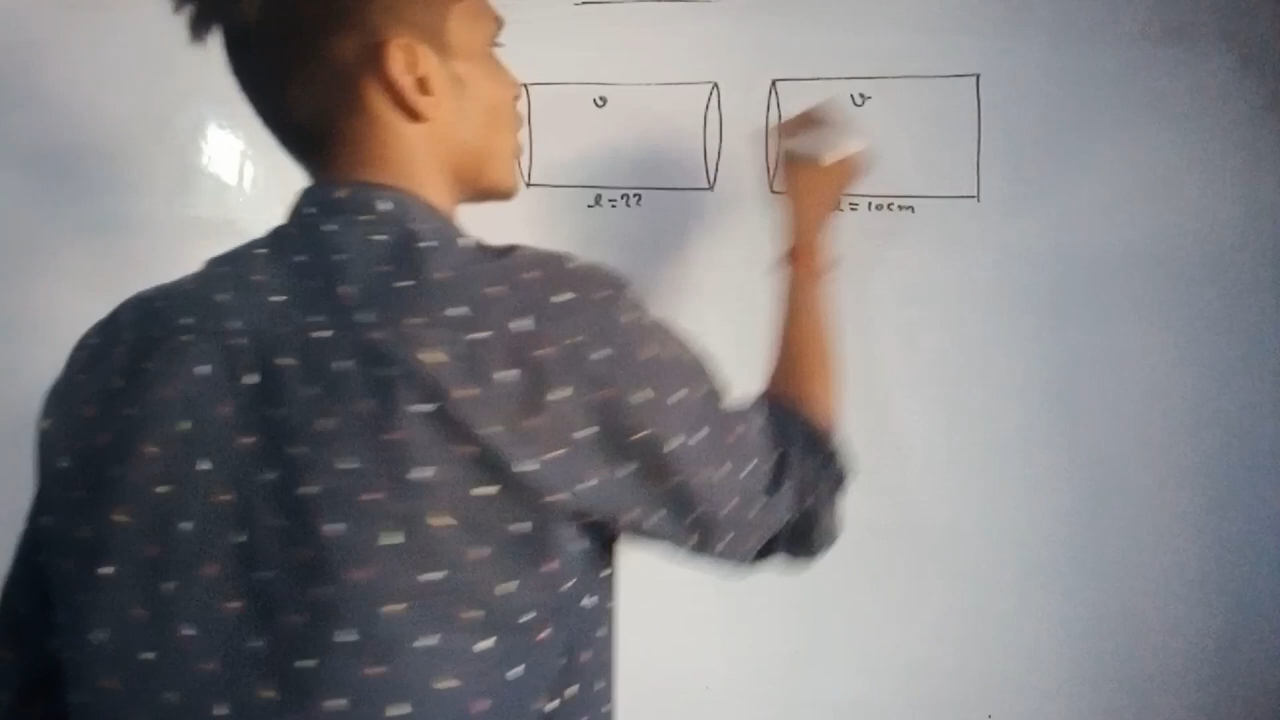 υ
υ
l = ??
l = 10cm